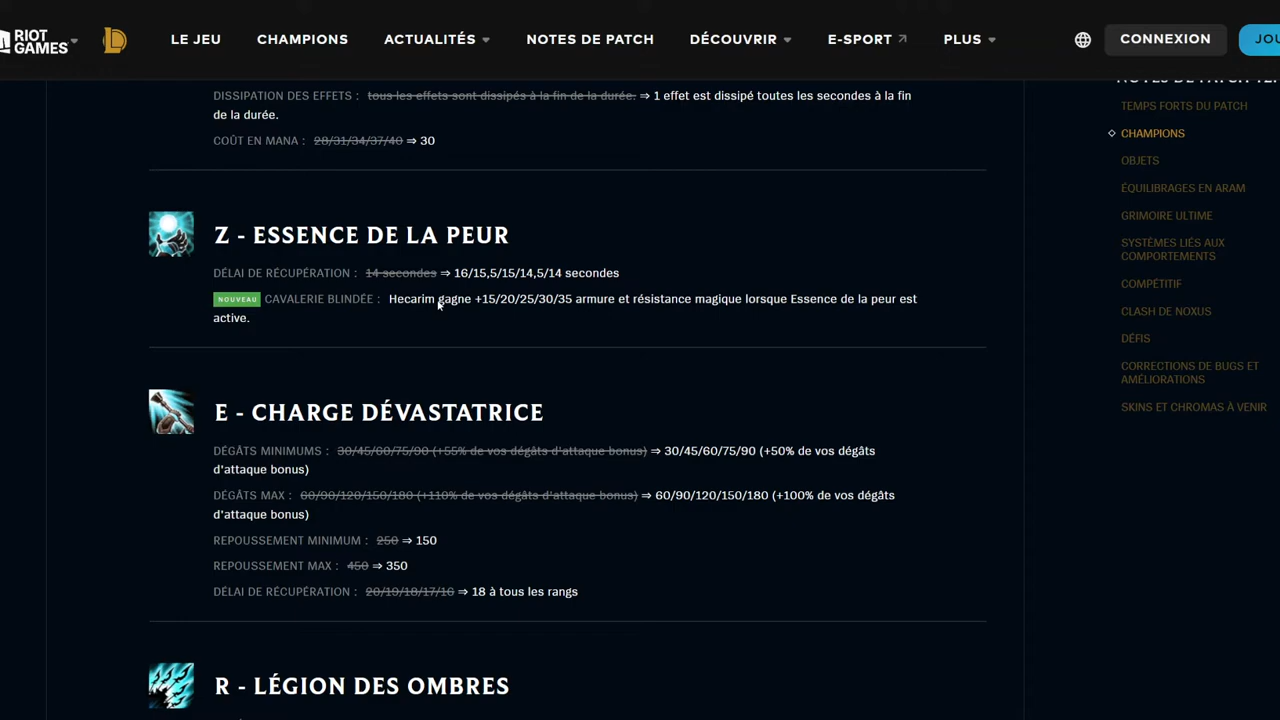 RIOT
GAMES
LE JEU
CHAMPIONS
ACTUALITÉS
NOTES DE PATCH
DÉCOUVRIR
E-SPORT
PLUS
CONNEXION
JOU
DISSIPATION DES EFFETS : tous les effets sont dissipés à la fin de la durée. ⇒ 1 effet est dissipé toutes les secondes à la fin
de la durée.
COÛT EN MANA : 28/31/34/37/40 ⇒ 30
Z - ESSENCE DE LA PEUR
DÉLAI DE RÉCUPÉRATION : 14 secondes ⇒ 16/15,5/15/14,5/14 secondes
NOUVEAU CAVALERIE BLINDÉE : Hecarim gagne +15/20/25/30/35 armure et résistance magique lorsque Essence de la peur est
active.
E - CHARGE DÉVASTATRICE
DÉGÂTS MINIMUMS : 30/45/60/75/90 (+55% de vos dégâts d'attaque bonus) ⇒ 30/45/60/75/90 (+50% de vos dégâts
d'attaque bonus)
DÉGÂTS MAX : 60/90/120/150/180 (+110% de vos dégâts d'attaque bonus) ⇒ 60/90/120/150/180 (+100% de vos dégâts
d'attaque bonus)
REPOUSSEMENT MINIMUM : 250 ⇒ 150
REPOUSSEMENT MAX : 450 ⇒ 350
DÉLAI DE RÉCUPÉRATION : 20/19/18/17/16 ⇒ 18 à tous les rangs
R - LÉGION DES OMBRES
NOTES DE PATCH
TEMPS FORTS DU PATCH
CHAMPIONS
OBJETS
ÉQUILIBRAGES EN ARAM
GRIMOIRE ULTIME
SYSTÈMES LIÉS AUX
COMPORTEMENTS
COMPÉTITIF
CLASH DE NOXUS
DÉFIS
CORRECTIONS DE BUGS ET
AMÉLIORATIONS
SKINS ET CHROMAS À VENIR